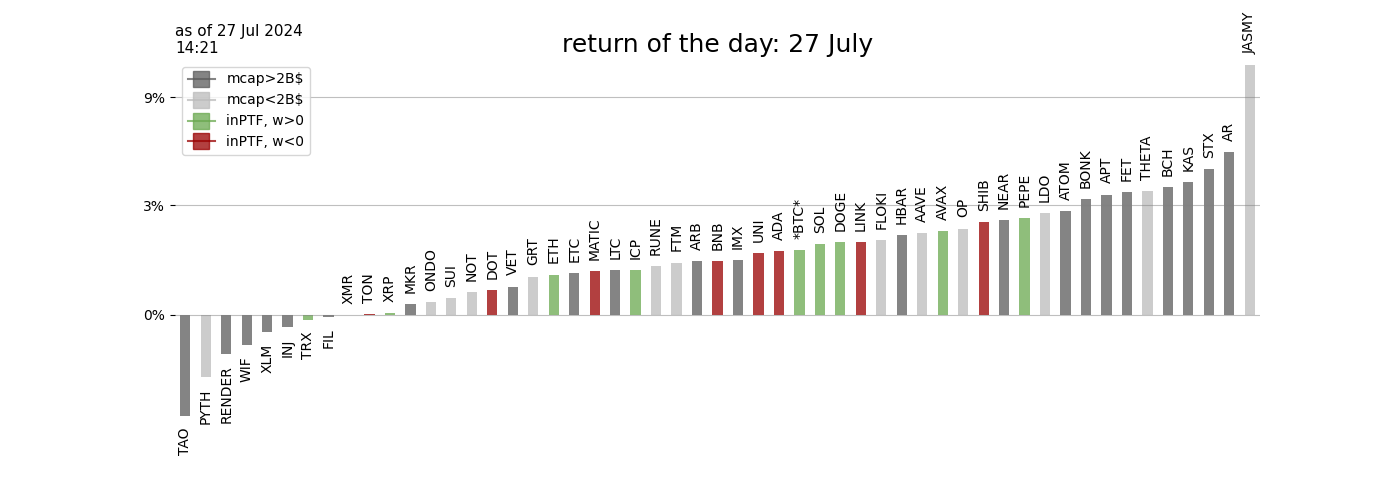 as of 27 Jul 2024
14:21
return of the day: 27 July
mcap>2B$
mcap<2B$
inPTF, w>0
inPTF, w<0
9%
3%
0%
TAO
PYTH
RENDER
WIF
XLM
INJ
TRX
FIL
XMR
TON
XRP
MKR
ONDO
SUI
NOT
DOT
VET
GRT
ETH
ETC
MATIC
LTC
ICP
RUNE
FTM
ARB
BNB
IMX
UNI
ADA
*BTC*
SOL
DOGE
LINK
FLOKI
HBAR
AAVE
AVAX
OP
SHIB
NEAR
PEPE
LDO
ATOM
BONK
APT
FET
THETA
BCH
KAS
STX
AR
JASMY